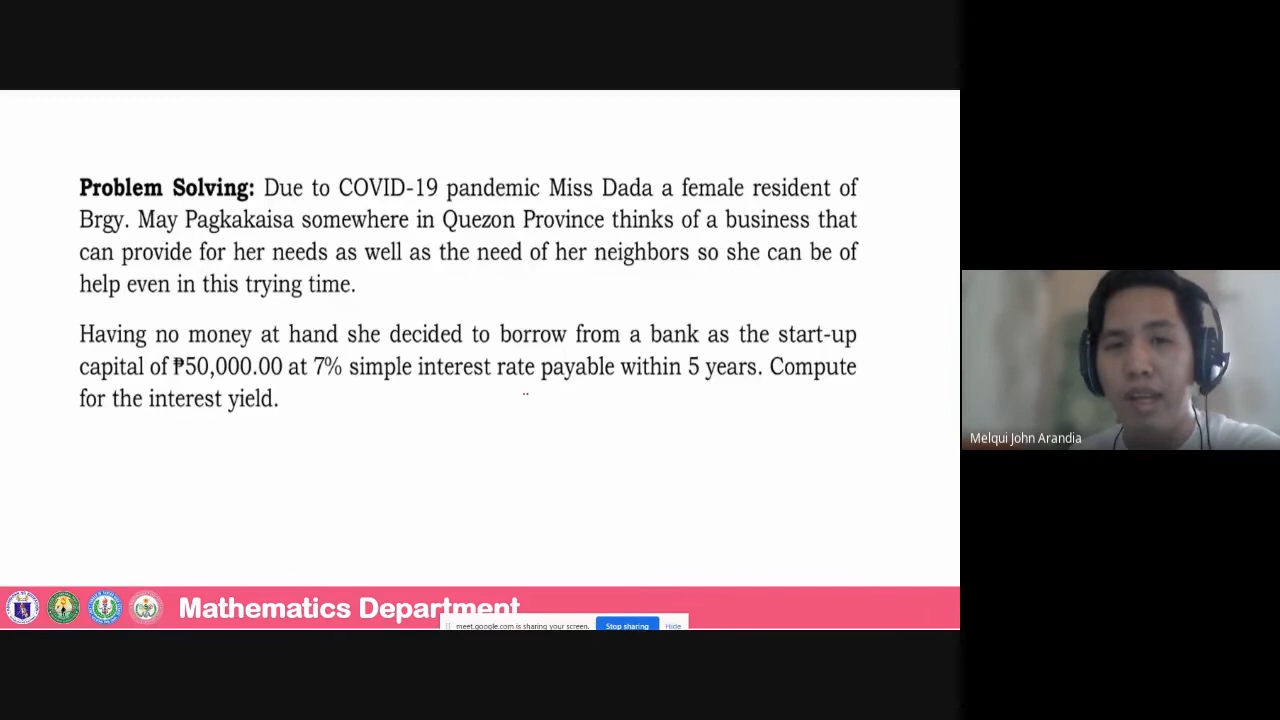 Problem Solving: Due to COVID-19 pandemic Miss Dada a female resident of
Brgy. May Pagkakaisa somewhere in Quezon Province thinks of a business that
can provide for her needs as well as the need of her neighbors so she can be of
help even in this trying time.
Having no money at hand she decided to borrow from a bank as the start-up
capital of ₱50,000.00 at 7% simple interest rate payable within 5 years. Compute
for the interest yield.
Melqui John Arandia
Mathematics Department
meet.google.com is sharing your screen. Stop sharing Hide